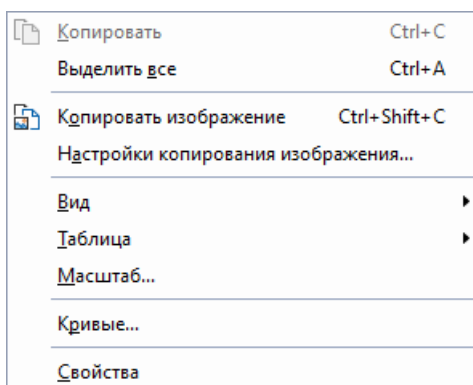 Копировать Ctrl+C
Выделить все Ctrl+A
Копировать изображение Ctrl+Shift+C
Настройки копирования изображения...
Вид
Таблица
Масштаб...
Кривые...
Свойства